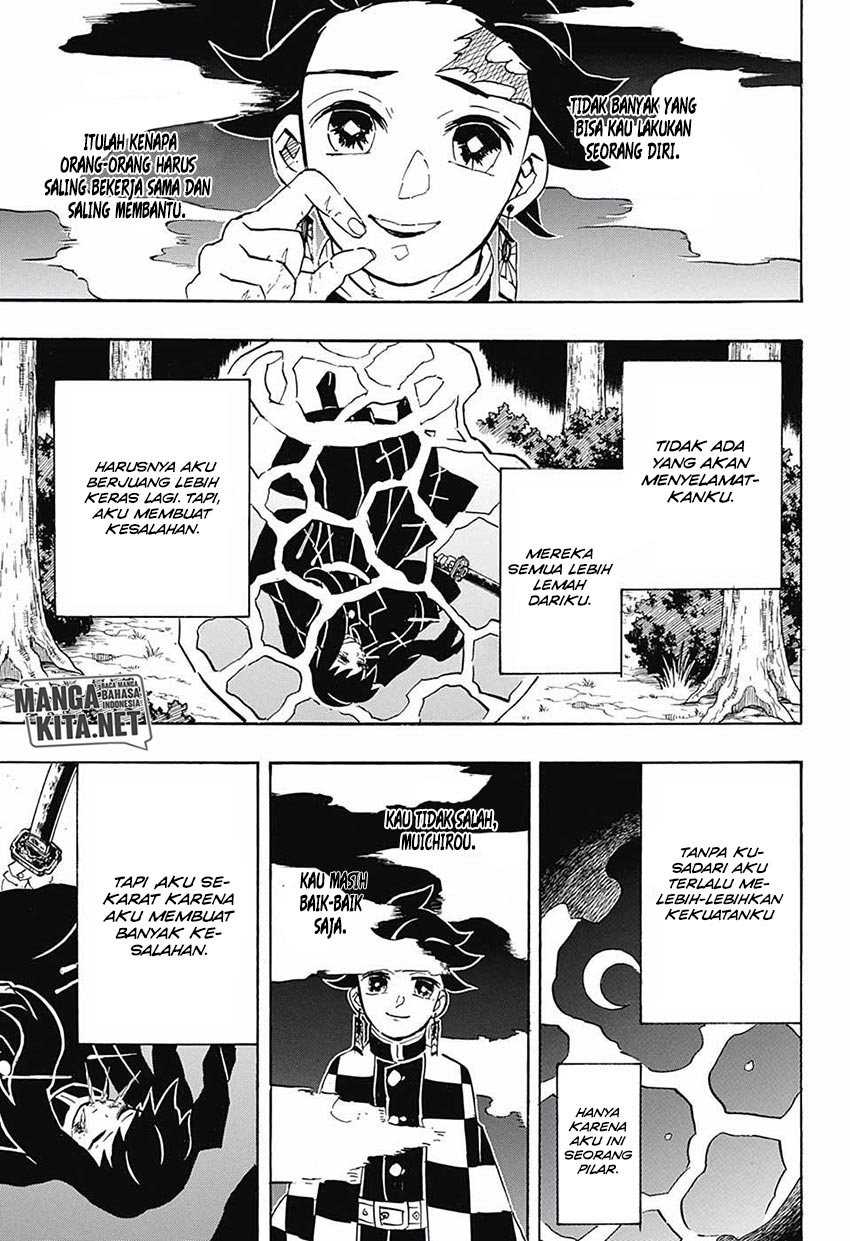 TIDAK BANYAK YANG
BISA KAU LAKUKAN
SEORANG DIRI.
ITULAH KENAPA
ORANG-ORANG HARUS
SALING BEKERJA SAMA DAN
SALING MEMBANTU.
TIDAK ADA
YANG AKAN
MENYELAMAT-
KANKU.
MEREKA
SEMUA LEBIH
LEMAH
DARIKU.
HARUSNYA AKU
BERJUANG LEBIH
KERAS LAGI. TAPI,
AKU MEMBUAT
KESALAHAN.
MANGA
KITA.NET
BACA MANGA
BAHASA
INDONESIA
TANPA KU-
SADARI AKU
TERLALU ME-
LEBIH-LEBIHKAN
KEKUATANKU
HANYA
KARENA
AKU INI
SEORANG
PILAR.
KAU TIDAK SALAH,
MUICHIROU.
KAU MASIH
BAIK-BAIK
SAJA.
TAPI AKU SE-
KARAT KARENA
AKU MEMBUAT
BANYAK KE-
SALAHAN.